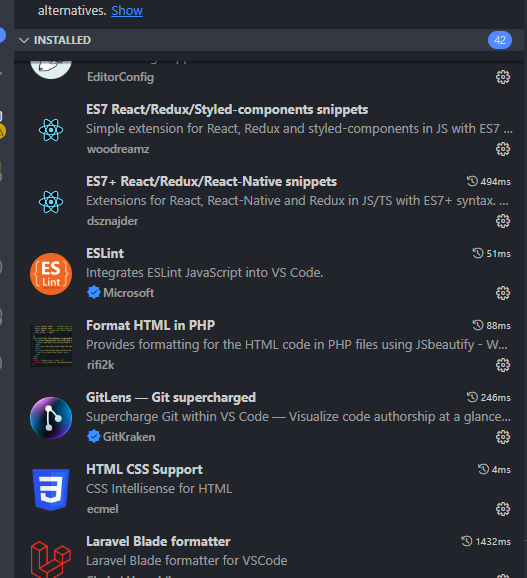 alternatives. Show
INSTALLED
42
EditorConfig
ES7 React/Redux/Styled-components snippets
Simple extension for React, Redux and styled-components in JS with ES7 ...
woodreamz
ES7+ React/Redux/React-Native snippets
494ms
Extensions for React, React-Native and Redux in JS/TS with ES7+ syntax. ...
dsznajder
ES
Lint
ESLint
51ms
Integrates ESLint JavaScript into VS Code.
Microsoft
Format HTML in PHP
88ms
Provides formatting for the HTML code in PHP files using JSbeautify - W...
rifi2k
GitLens — Git supercharged
246ms
Supercharge Git within VS Code — Visualize code authorship at a glance...
GitKraken
HTML CSS Support
4ms
CSS Intellisense for HTML
ecmel
Laravel Blade formatter
1432ms
Laravel Blade formatter for VSCode